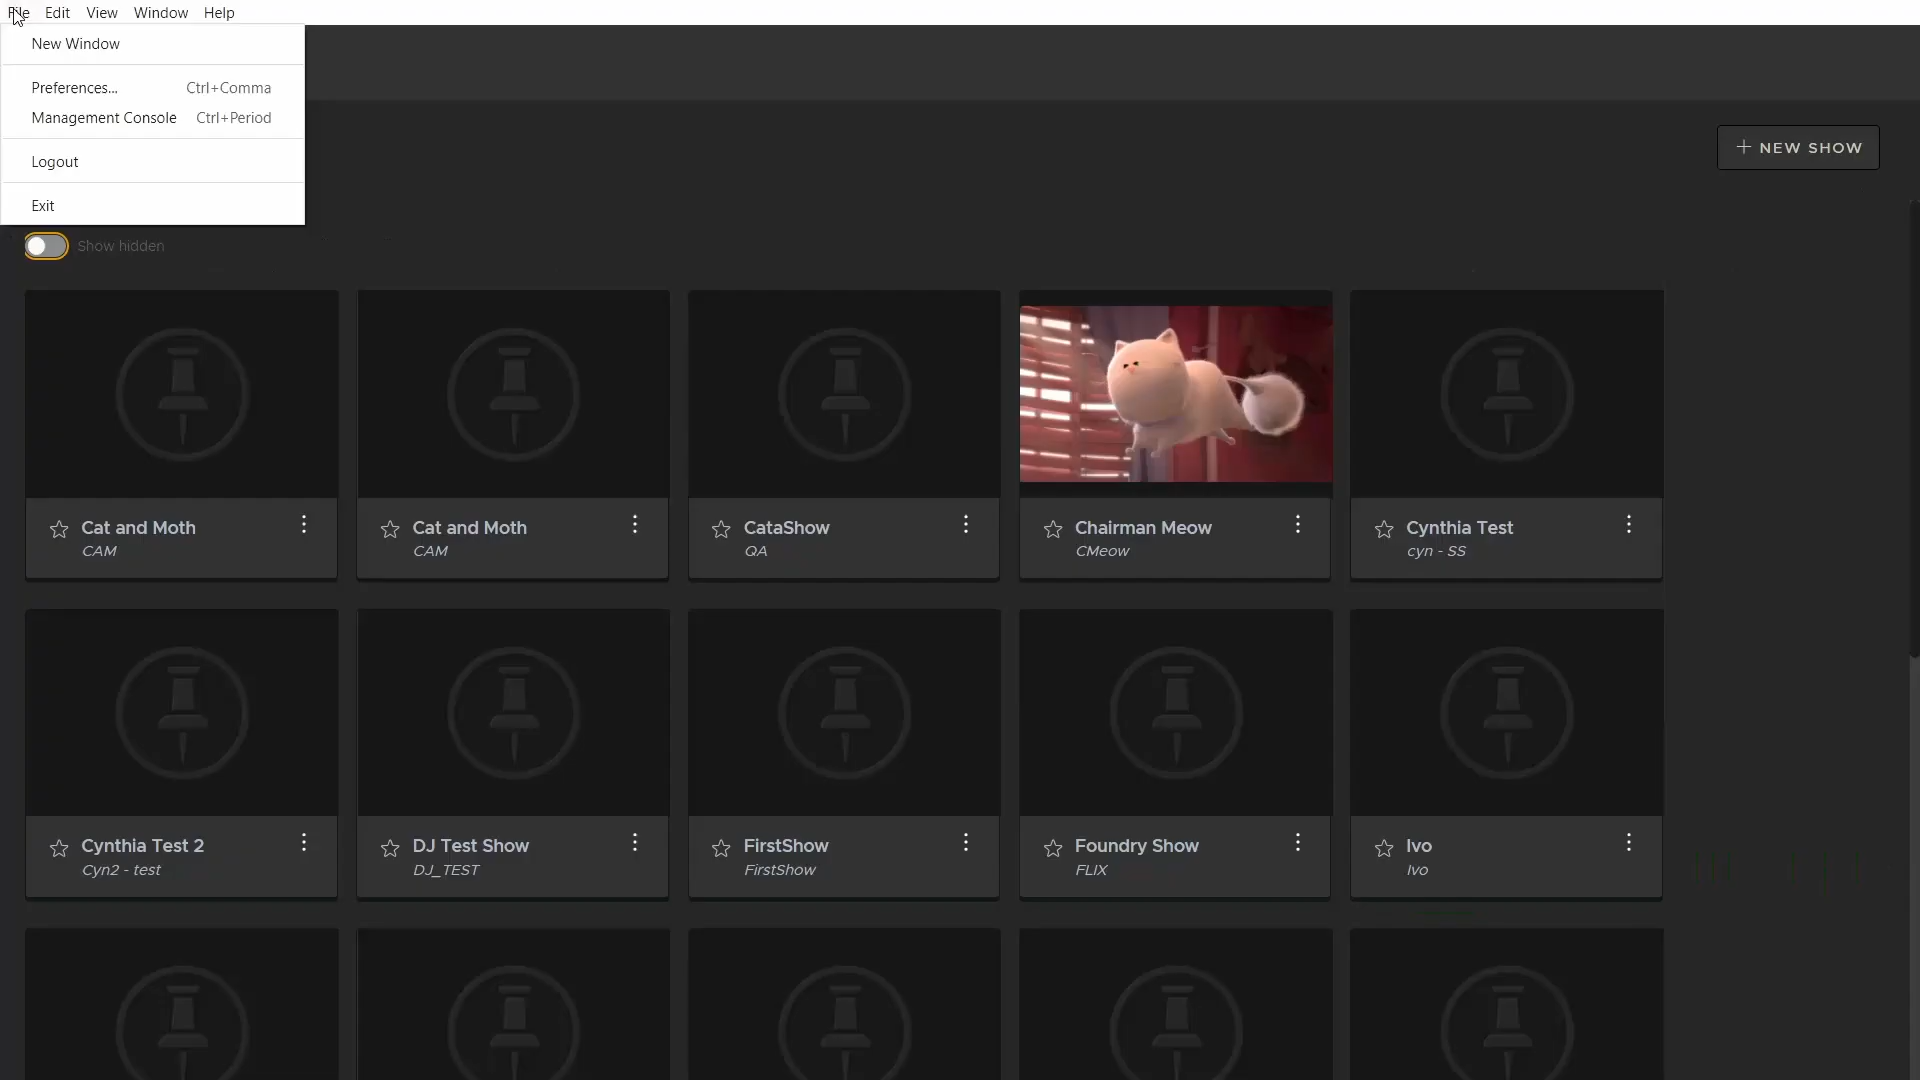 File Edit View Window Help
New Window
Preferences... Ctrl+Comma
Management Console Ctrl+Period
Logout
Exit
+ NEW SHOW
Show hidden
Cat and Moth
CAM
Cat and Moth
CAM
CataShow
QA
Chairman Meow
CMeow
Cynthia Test
cyn - SS
Cynthia Test 2
Cyn2 - test
DJ Test Show
DJ_TEST
FirstShow
FirstShow
Foundry Show
FLIX
Ivo
Ivo